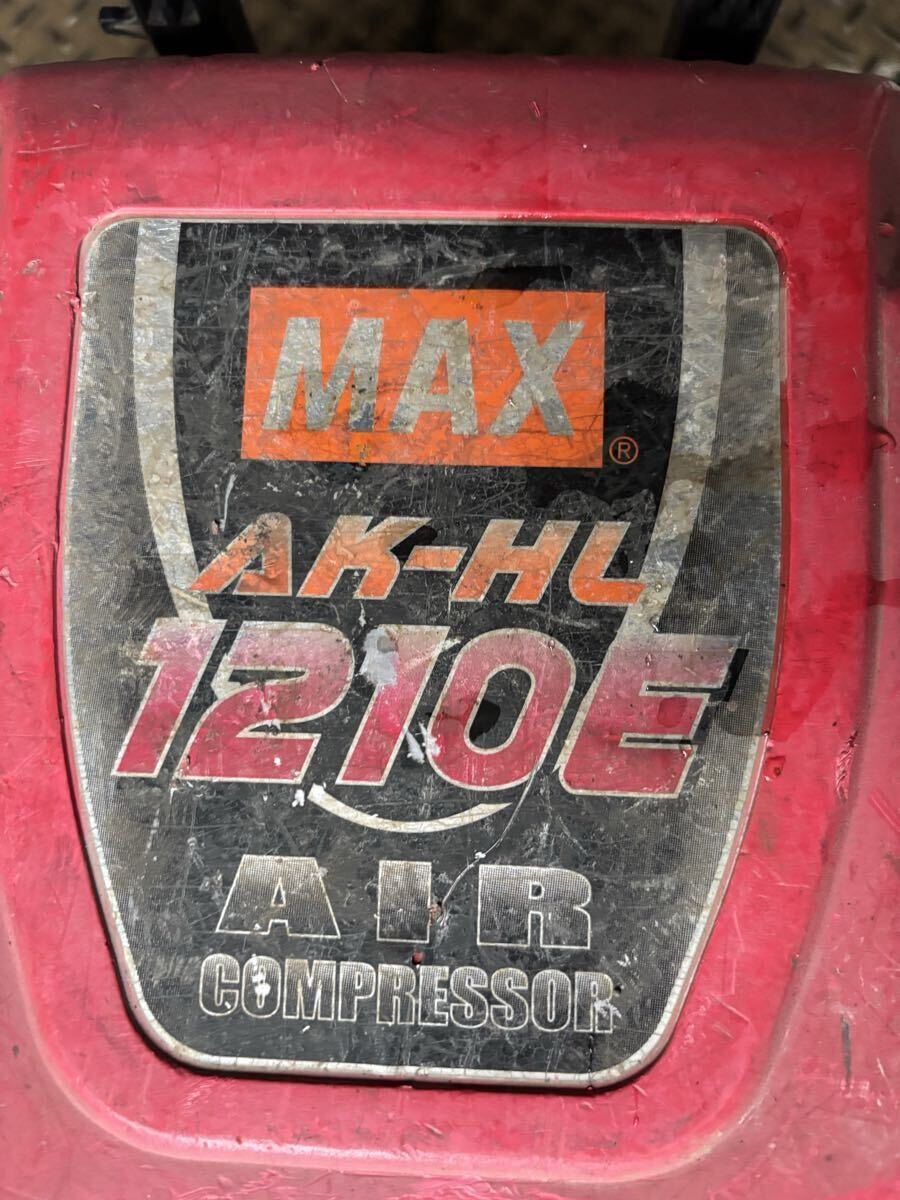 MAX®
AK-HL
1210E
AIR
COMPRESSOR